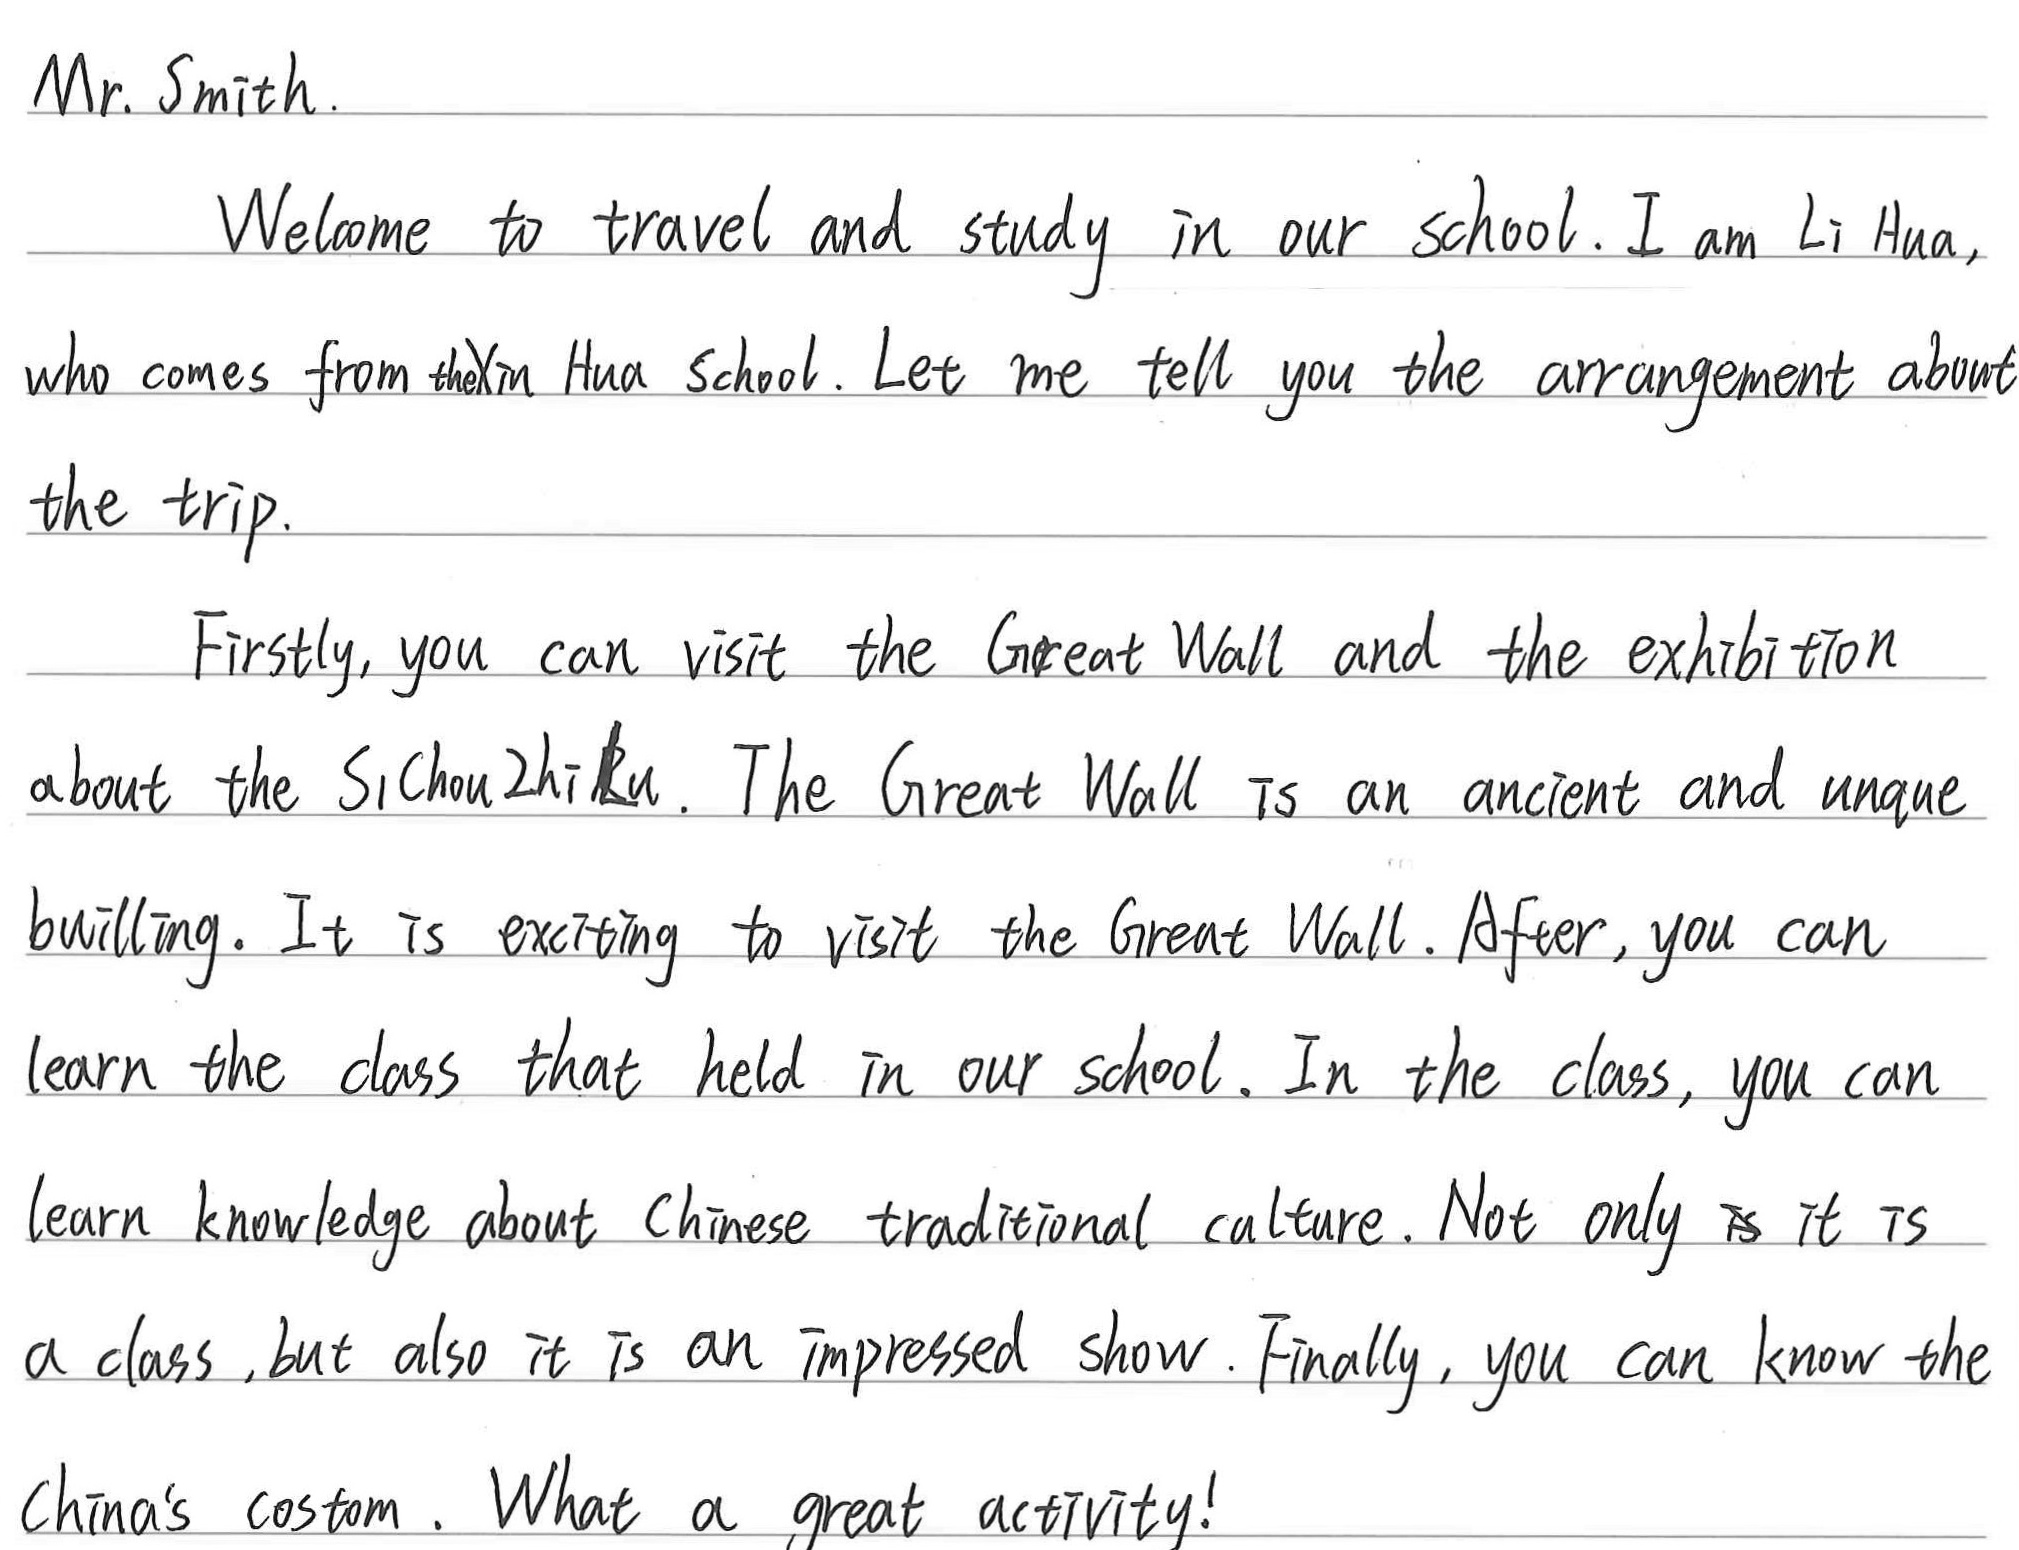 Mr. Smith.
Welcome to travel and study in our school. I am Li Hua,
who comes from the Xin Hua School. Let me tell you the arrangement about
the trip.
Firstly, you can visit the Great Wall and the exhibition
about the SiChouZhiLu. The Great Wall is an ancient and unque
builling. It is exciting to visit the Great Wall. After, you can
learn the class that held in our school. In the class, you can
learn knowledge about Chinese traditional calture. Not only it is
a class, but also it is an impressed show. Finally, you can know the
China's costom. What a great activity!